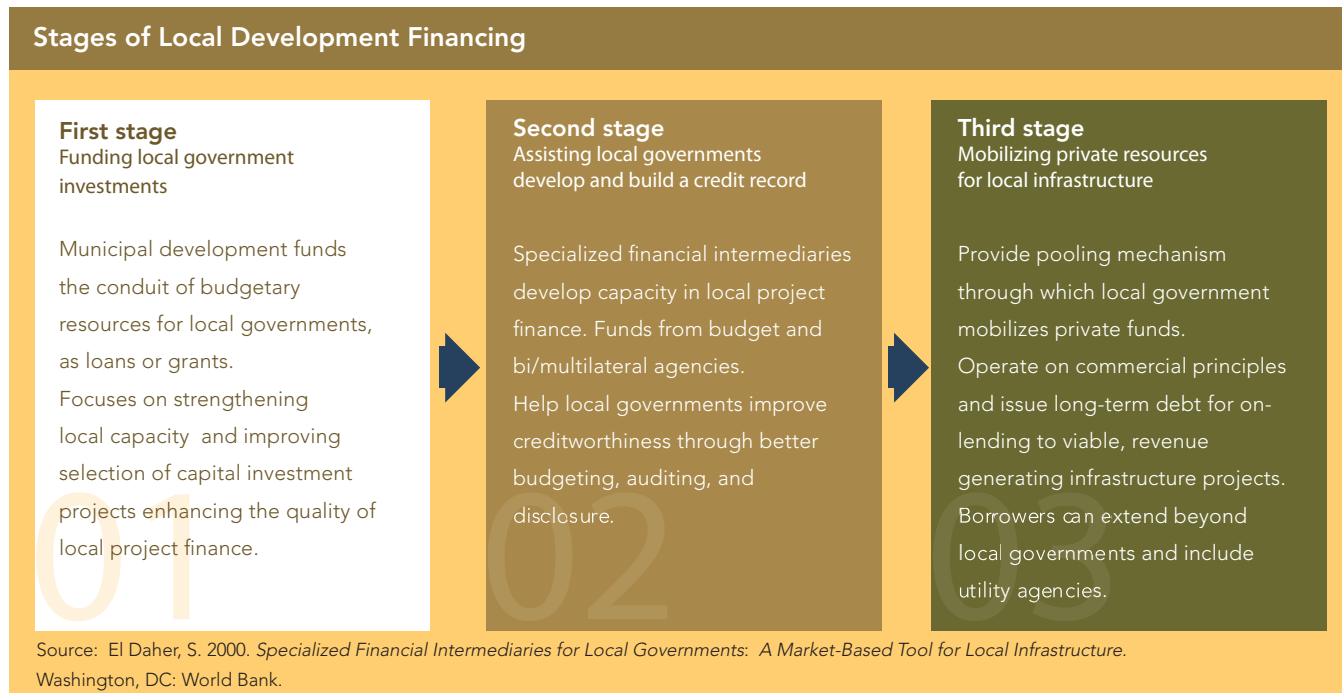 Stages of Local Development Financing
First stage
Funding local government
investments
Municipal development funds
the conduit of budgetary
resources for local governments,
as loans or grants.
Focuses on strengthening
local capacity and improving
selection of capital investment
projects enhancing the quality of
local project finance.
01
Second stage
Assisting local governments
develop and build a credit record
Specialized financial intermediaries
develop capacity in local project
finance. Funds from budget and
bi/multilateral agencies.
Help local governments improve
creditworthiness through better
budgeting, auditing, and
disclosure.
02
Third stage
Mobilizing private resources
for local infrastructure
Provide pooling mechanism
through which local government
mobilizes private funds.
Operate on commercial principles
and issue long-term debt for on-
lending to viable, revenue
generating infrastructure projects.
Borrowers can extend beyond
local governments and include
utility agencies.
03
Source: El Daher, S. 2000. Specialized Financial Intermediaries for Local Governments: A Market-Based Tool for Local Infrastructure.
Washington, DC: World Bank.